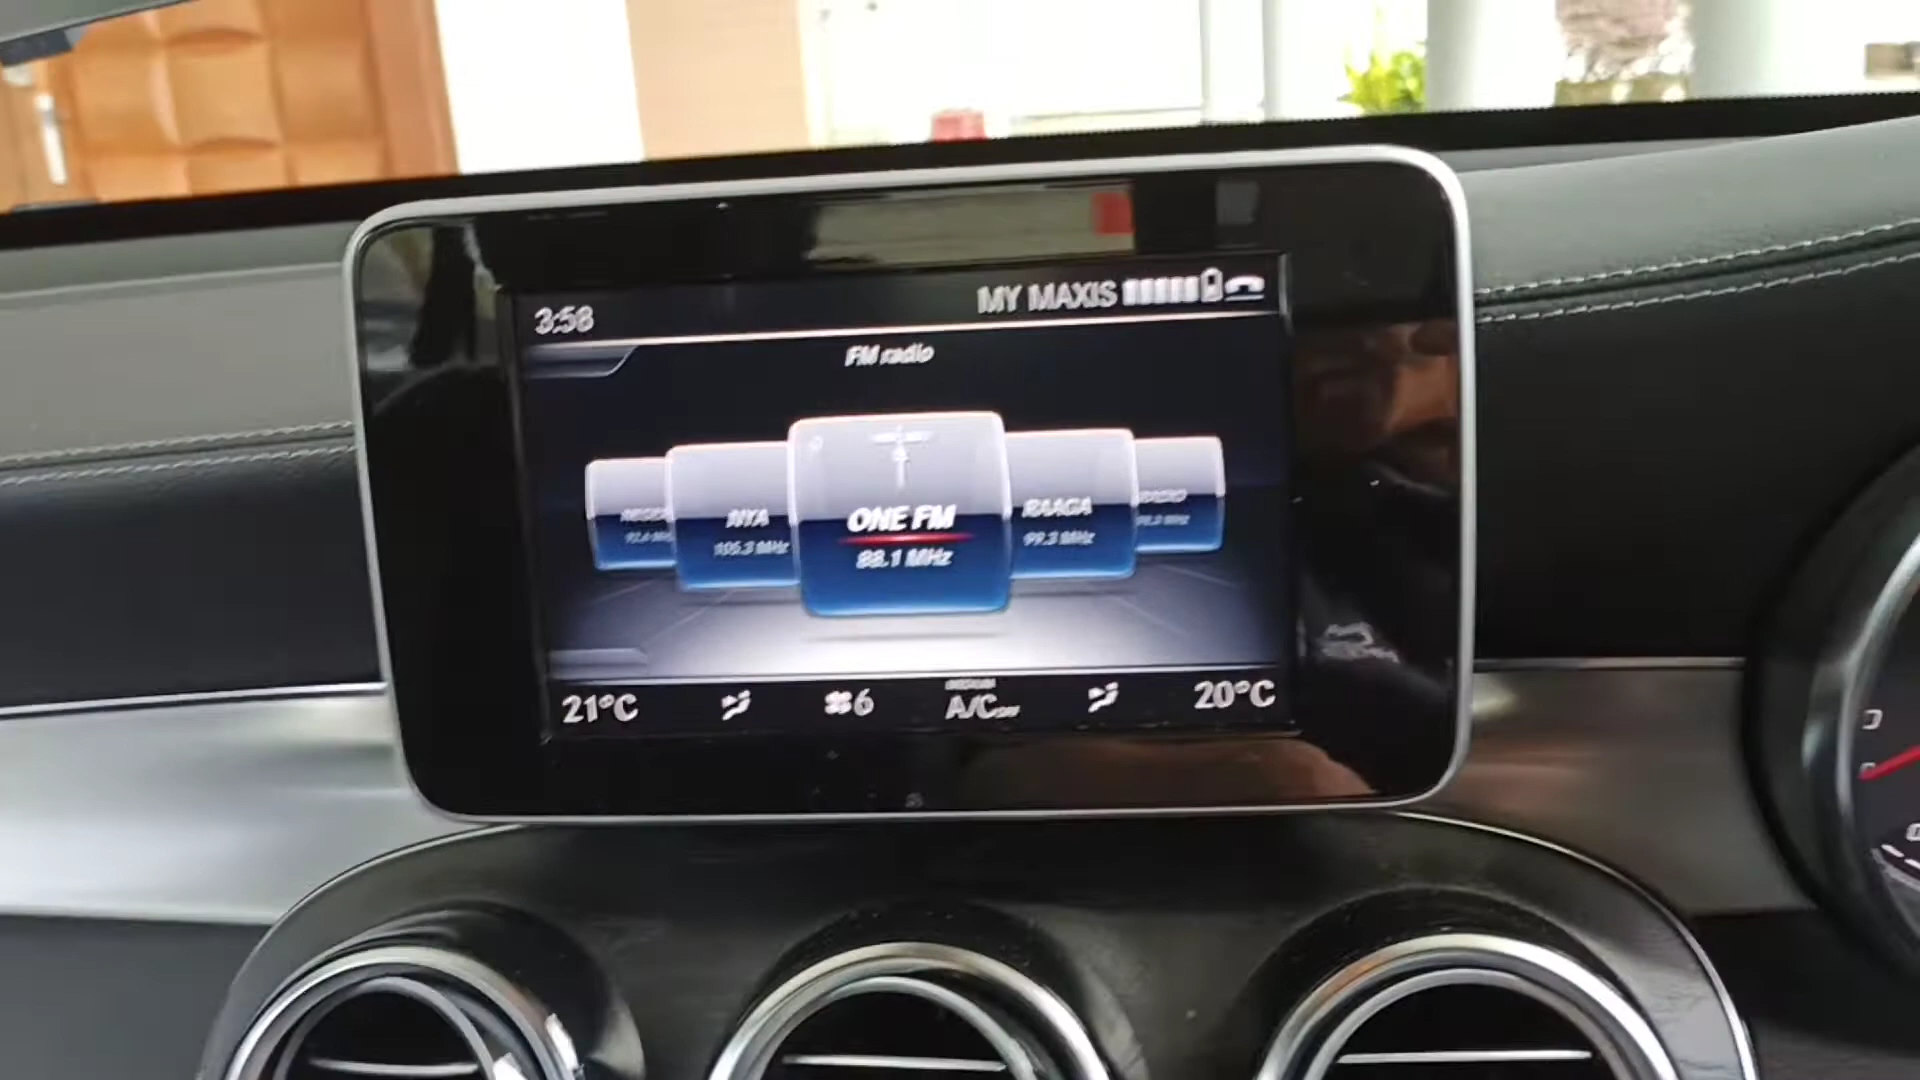 3:58
MY MAXIS
FM radio
ONE FM
88.1 MHz
RAAGA
99.3 MHz
105.3 MHz
21°C
6
A/C OFF
20°C